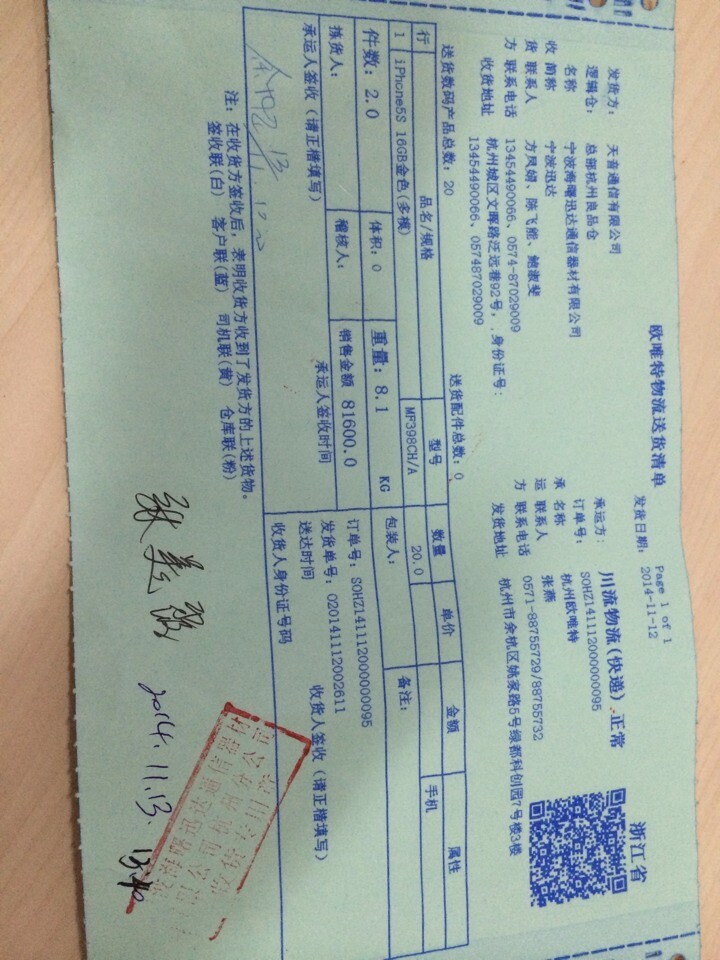 欧唯特物流送货清单
Page 1 of 1
发货日期: 2014-11-12
浙江省
发货方: 天音通信有限公司
承运方: 川流物流(快递) 正常
逻辑仓: 总部杭州良品仓
订单号: SOHZ14111200000000095
收 名称 宁波海曙迅达通信器材有限公司
承 名称 杭州欧唯特
简称 宁波迅达
货 联系人 方凤娟、陈飞能、鲍淑斐
运 联系人 张燕
方 联系电话 13454490066、0574-87029009
方 联系电话 0571-88755729/88755732
收货地址 杭州城区文晖路泛远巷92号, ,身份证号:
13454490066、057487029009
发货地址 杭州市余杭区姚家路5号绿都科创园7号楼3楼
送货数码产品总数: 20 送货配件总数: 0
行 品名/规格 型号 数量 单价 金额 属性
1 iPhone5S 16GB金色(多模) MF398CH/A 20.0 手机
件数: 2.0 体积: 0 重量: 8.1 KG 包装人: 备注:
拣货人: 稽核人: 销售金额 81600.0 订单号: SOHZ14111200000000095
发货单号: 0201411112002611
承运人签收(请正楷填写) 承运人签收时间 送达时间 收货人签收(请正楷填写)
收货人身份证号码
注: 在收货方签收后, 表明收货方收到了发货方的上述货物。
签收联(白) 客户联(蓝) 司机联(黄) 仓库联(粉)
2014.11.13.